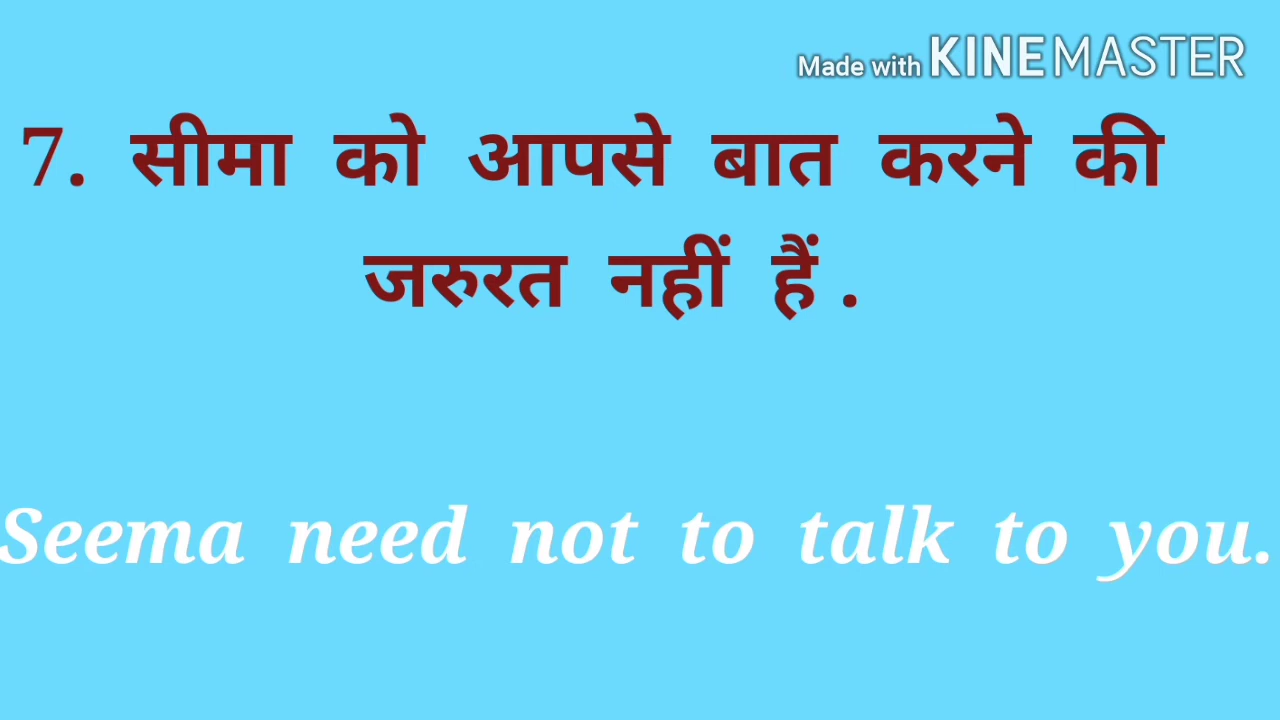 Made with KINEMASTER
7. सीमा को आपसे बात करने की
जरुरत नहीं हैं .
Seema need not to talk to you.